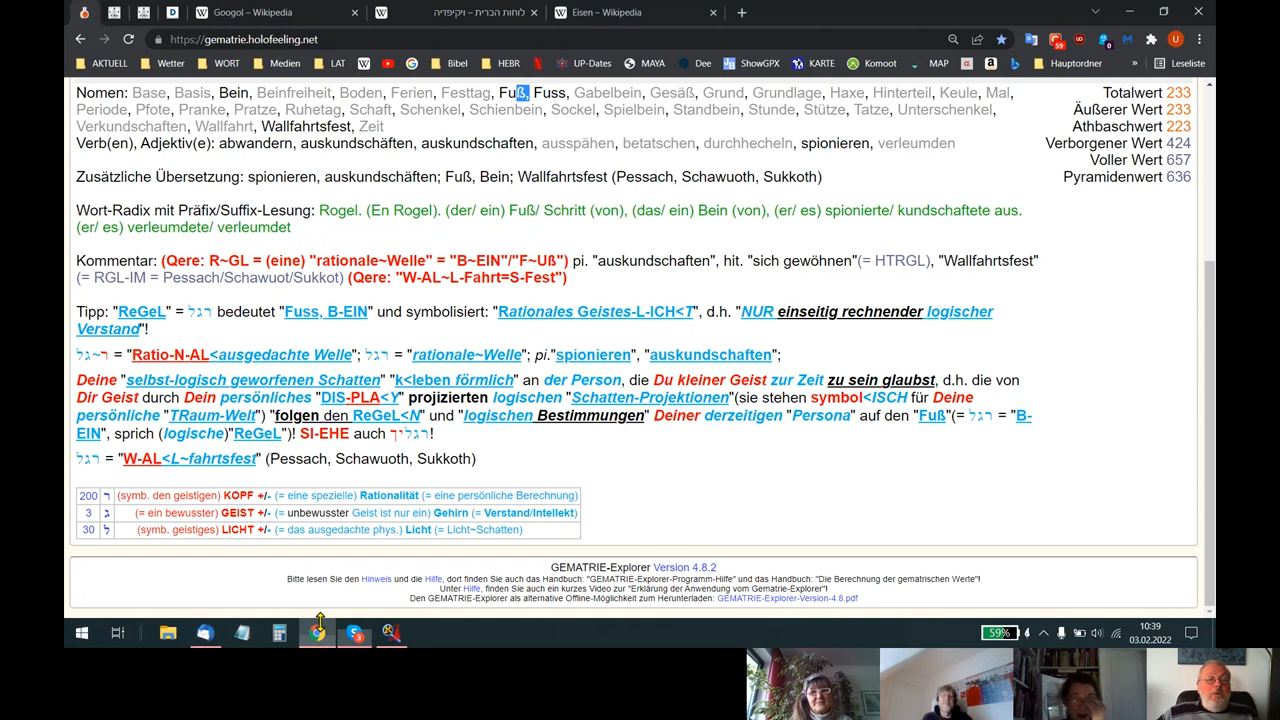 Googol – Wikipedia
לוחות הברית – ויקיפדיה
Eisen – Wikipedia
https://gematrie.holofeeling.net
AKTUELL Wetter WORT Medien LAT HEBR Bibel UP-Dates MAYA Dee ShowGPX KARTE Komoot MAP Hauptordner Leseliste
Nomen: Base, Basis, Bein, Beinfreiheit, Boden, Ferien, Festtag, Fuß, Fuss, Gabelbein, Gesäß, Grund, Grundlage, Haxe, Hinterteil, Keule, Mal,
Periode, Pfote, Pranke, Pratze, Ruhetag, Schaft, Schenkel, Schienbein, Sockel, Spielbein, Standbein, Stunde, Stütze, Tatze, Unterschenkel,
Verkundschaften, Wallfahrt, Wallfahrtsfest, Zeit
Verb(en), Adjektiv(e): abwandern, auskundschäften, auskundschaften, ausspähen, betatschen, durchhecheln, spionieren, verleumden
Totalwert 233
Äußerer Wert 233
Athbaschwert 223
Verborgener Wert 424
Voller Wert 657
Pyramidenwert 636
Zusätzliche Übersetzung: spionieren, auskundschäften; Fuß, Bein; Wallfahrtsfest (Pessach, Schawuoth, Sukkoth)
Wort-Radix mit Präfix/Suffix-Lesung: Rogel. (En Rogel). (der/ ein) Fuß/ Schritt (von), (das/ ein) Bein (von), (er/ es) spionierte/ kundschaftete aus.
(er/ es) verleumdete/ verleumdet
Kommentar: (Qere: R~GL = (eine) "rationale~Welle" = "B~EIN"/"F~Uß") pi. "auskundschaften", hit. "sich gewöhnen"(= HTRGL), "Wallfahrtsfest"
(= RGL-IM = Pessach/Schawuot/Sukkot) (Qere: "W-AL~L-Fahrt=S-Fest")
Tipp: "ReGeL" = רגל bedeutet "Fuss, B-EIN" und symbolisiert: "Rationales Geistes-L-ICH<T", d.h. "NUR einseitig rechnender logischer
Verstand"!
ר~גל = "Ratio-N-AL<ausgedachte Welle"; רגל = "rationale~Welle"; pi."spionieren", "auskundschaften";
Deine "selbst-logisch geworfenen Schatten" "k<leben förmlich" an der Person, die Du kleiner Geist zur Zeit zu sein glaubst, d.h. die von
Dir Geist durch Dein persönliches "DIS-PLA<Y" projizierten logischen "Schatten-Projektionen"(sie stehen symbol<ISCH für Deine
persönliche "TRaum-Welt") "folgen den ReGeL<N" und "logischen Bestimmungen" Deiner derzeitigen "Persona" auf den "Fuß"(= רגל = "B-
EIN", sprich (logische)"ReGeL")! SI-EHE auch רגליך!
רגל = "W-AL<L~fahrtsfest" (Pessach, Schawuoth, Sukkoth)
200 ר (symb. den geistigen) KOPF +/- (= eine spezielle) Rationalität (= eine persönliche Berechnung)
3 ג (= ein bewusster) GEIST +/- (= unbewusster Geist ist nur ein) Gehirn (= Verstand/Intellekt)
30 ל (symb. geistiges) LICHT +/- (= das ausgedachte phys.) Licht (= Licht~Schatten)
GEMATRIE-Explorer Version 4.8.2
Bitte lesen Sie den Hinweis und die Hilfe, dort finden Sie auch das Handbuch: "GEMATRIE-Explorer-Programm-Hilfe" und das Handbuch: "Die Berechnung der gematrischen Werte"!
Unter Hilfe, finden Sie auch ein kurzes Video zur "Erklärung der Anwendung vom Gematrie-Explorer"!
Den GEMATRIE-Explorer als alternative Offline-Möglichkeit zum Herunterladen: GEMATRIE-Explorer-Version-4.8.pdf
59%
10:39
03.02.2022